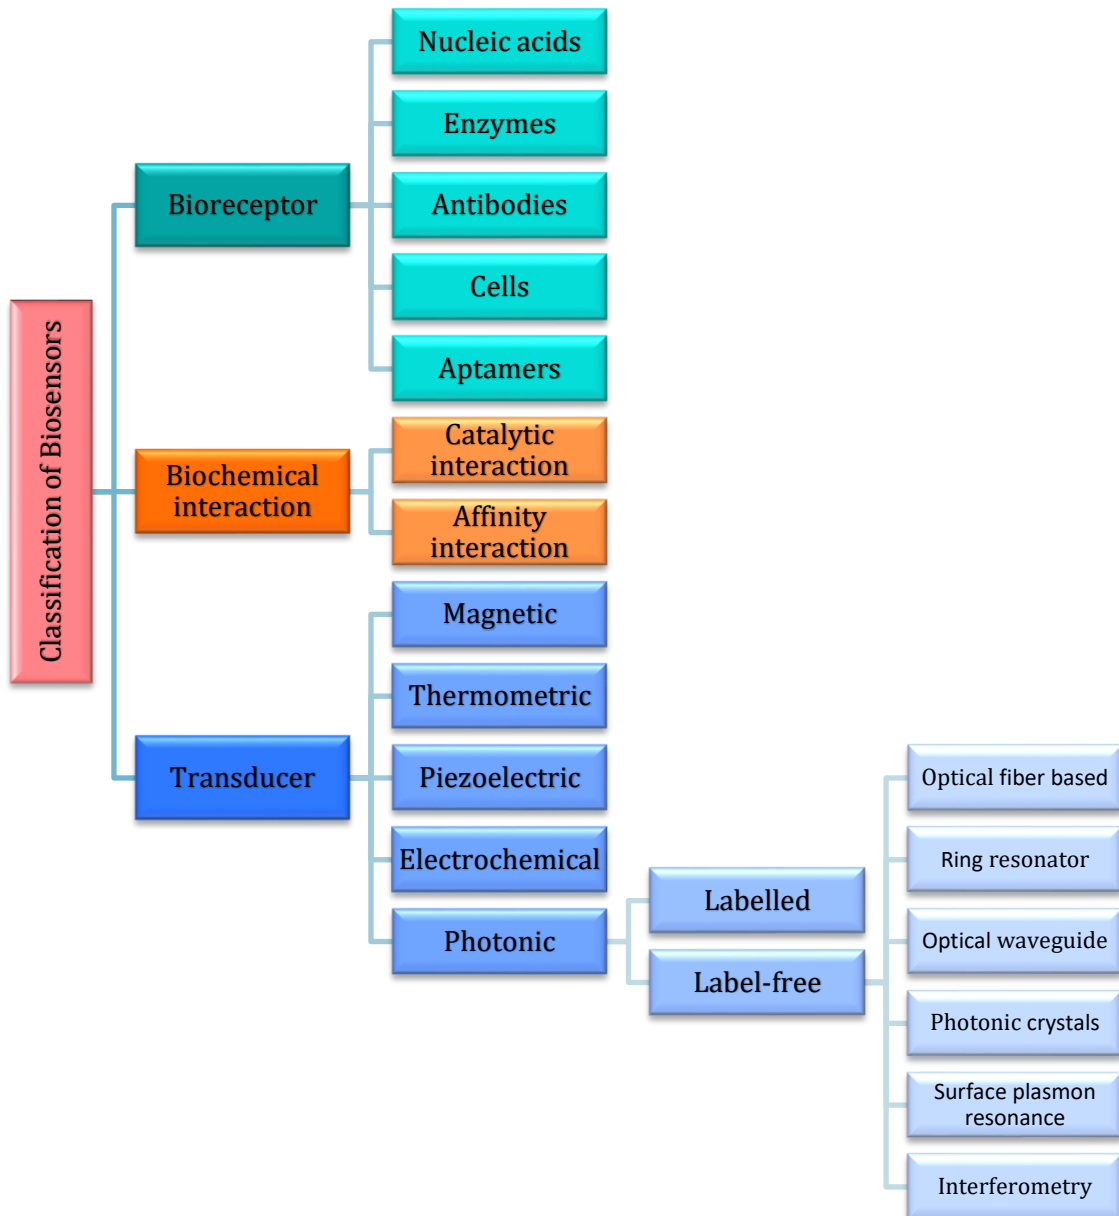 Classification of Biosensors
Bioreceptor
Nucleic acids
Enzymes
Antibodies
Cells
Aptamers
Biochemical
interaction
Catalytic
interaction
Affinity
interaction
Transducer
Magnetic
Thermometric
Piezoelectric
Electrochemical
Photonic
Labelled
Label-free
Optical fiber based
Ring resonator
Optical waveguide
Photonic crystals
Surface plasmon
resonance
Interferometry